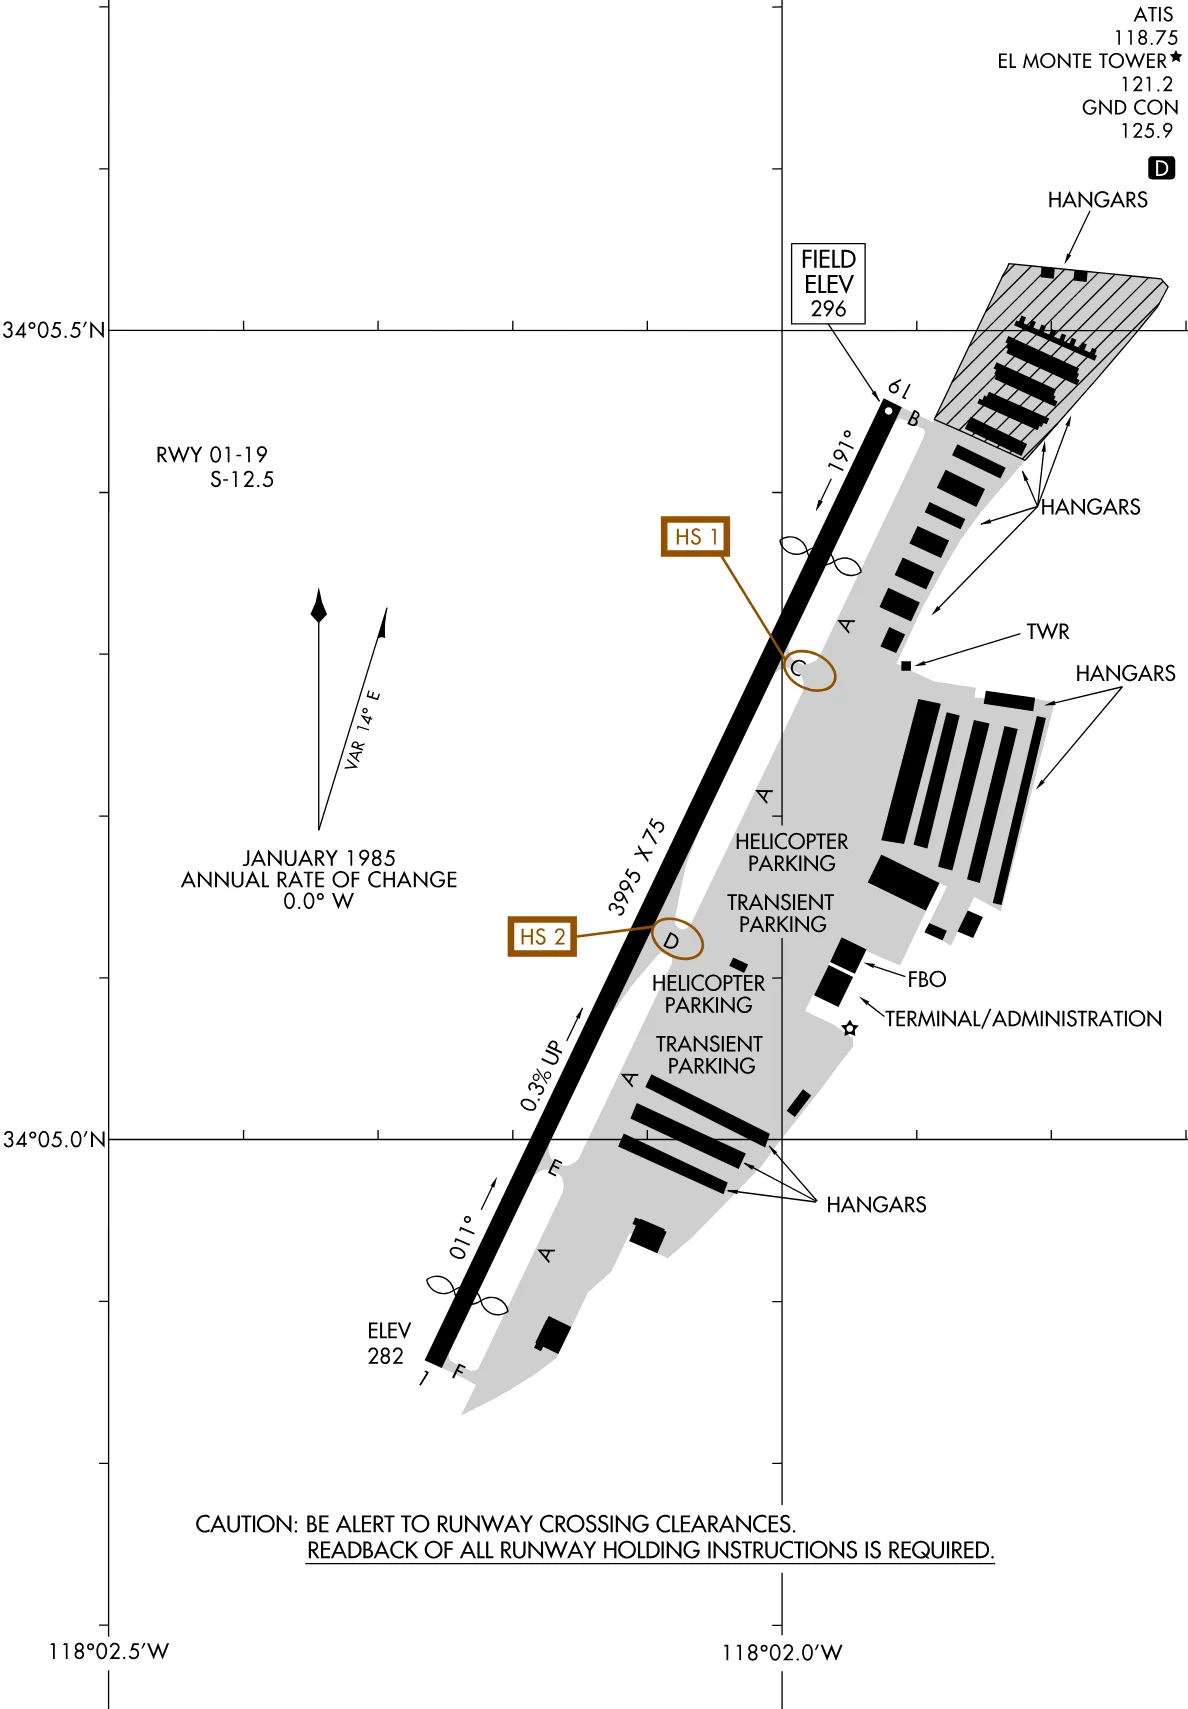 ATIS
118.75
EL MONTE TOWER★
121.2
GND CON
125.9
D
HANGARS
FIELD
ELEV
296
34°05.5'N
19
B
191°
RWY 01-19
S-12.5
HANGARS
HS 1
A
TWR
C
HANGARS
VAR 14° E
A
JANUARY 1985
ANNUAL RATE OF CHANGE
0.0° W
3995 X 75
HELICOPTER
PARKING
TRANSIENT
PARKING
HS 2
D
FBO
HELICOPTER
PARKING
TERMINAL/ADMINISTRATION
TRANSIENT
PARKING
0.3% UP
A
34°05.0'N
E
HANGARS
011°
A
ELEV
282
1
F
CAUTION: BE ALERT TO RUNWAY CROSSING CLEARANCES.
READBACK OF ALL RUNWAY HOLDING INSTRUCTIONS IS REQUIRED.
118°02.5'W
118°02.0'W